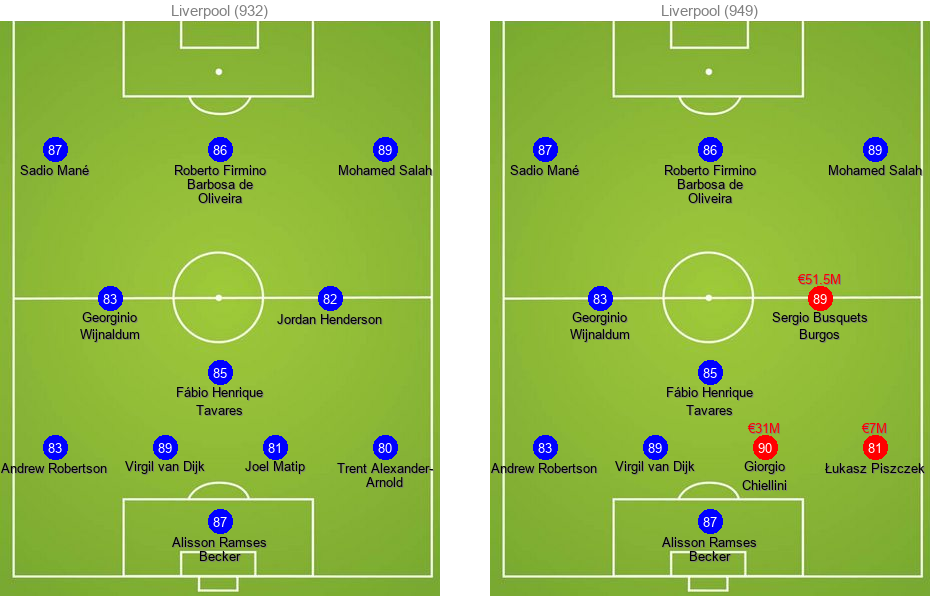 Liverpool (932)
87
Sadio Mané
86
Roberto Firmino
Barbosa de
Oliveira
89
Mohamed Salah
83
Georginio
Wijnaldum
82
Jordan Henderson
85
Fábio Henrique
Tavares
83
Andrew Robertson
89
Virgil van Dijk
81
Joel Matip
80
Trent Alexander-
Arnold
87
Alisson Ramses
Becker
Liverpool (949)
87
Sadio Mané
86
Roberto Firmino
Barbosa de
Oliveira
89
Mohamed Salah
83
Georginio
Wijnaldum
€51.5M
89
Sergio Busquets
Burgos
85
Fábio Henrique
Tavares
83
Andrew Robertson
89
Virgil van Dijk
€31M
90
Giorgio
Chiellini
€7M
81
Łukasz Piszczek
87
Alisson Ramses
Becker